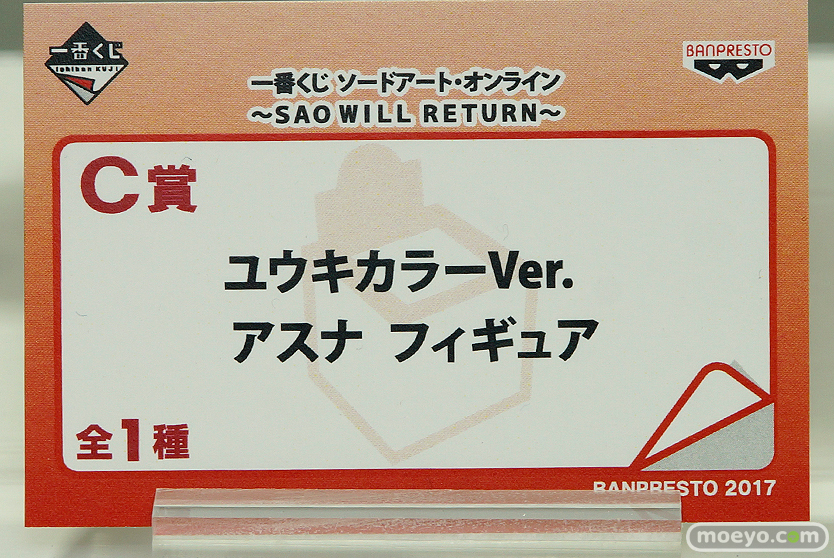 一番くじ
Ichiban KUJI
BANPRESTO
一番くじ ソードアート・オンライン
～SAO WILL RETURN～
C賞
ユウキカラーVer.
アスナ フィギュア
全1種
BANPRESTO 2017
moeyo.com